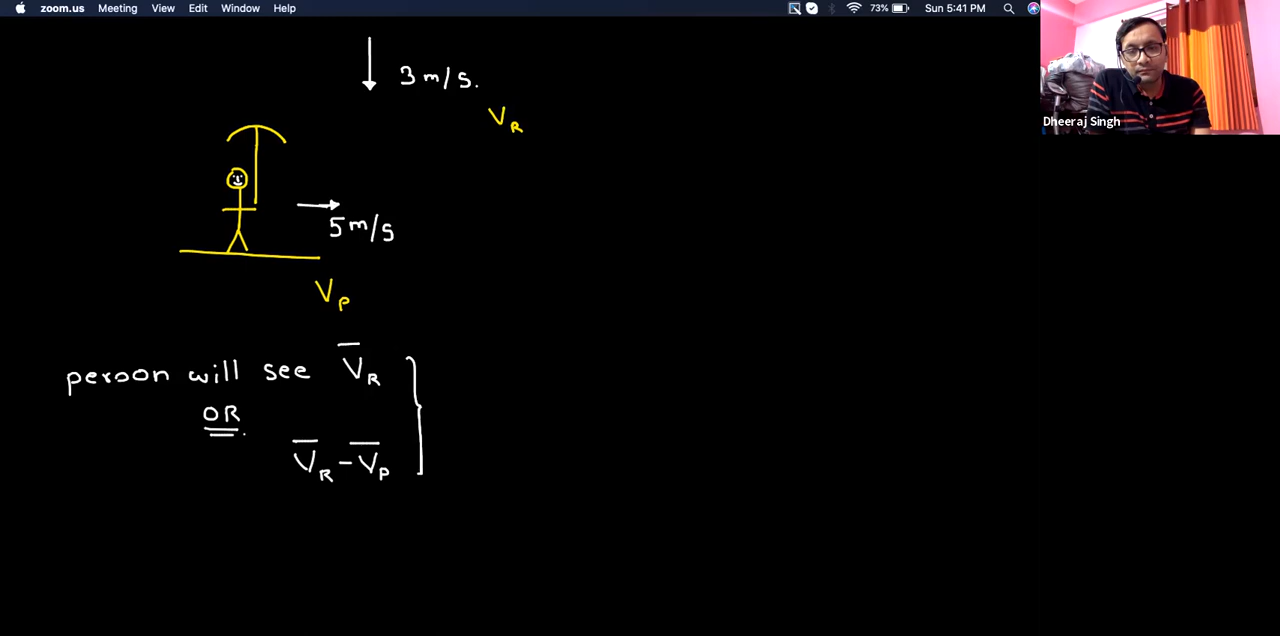 zoom.us Meeting View Edit Window Help 73% Sun 5:41 PM
3 m/s.
V_R
Dheeraj Singh
5 m/s
V_P
person will see V̅_R
OR
V̅_R - V̅_P